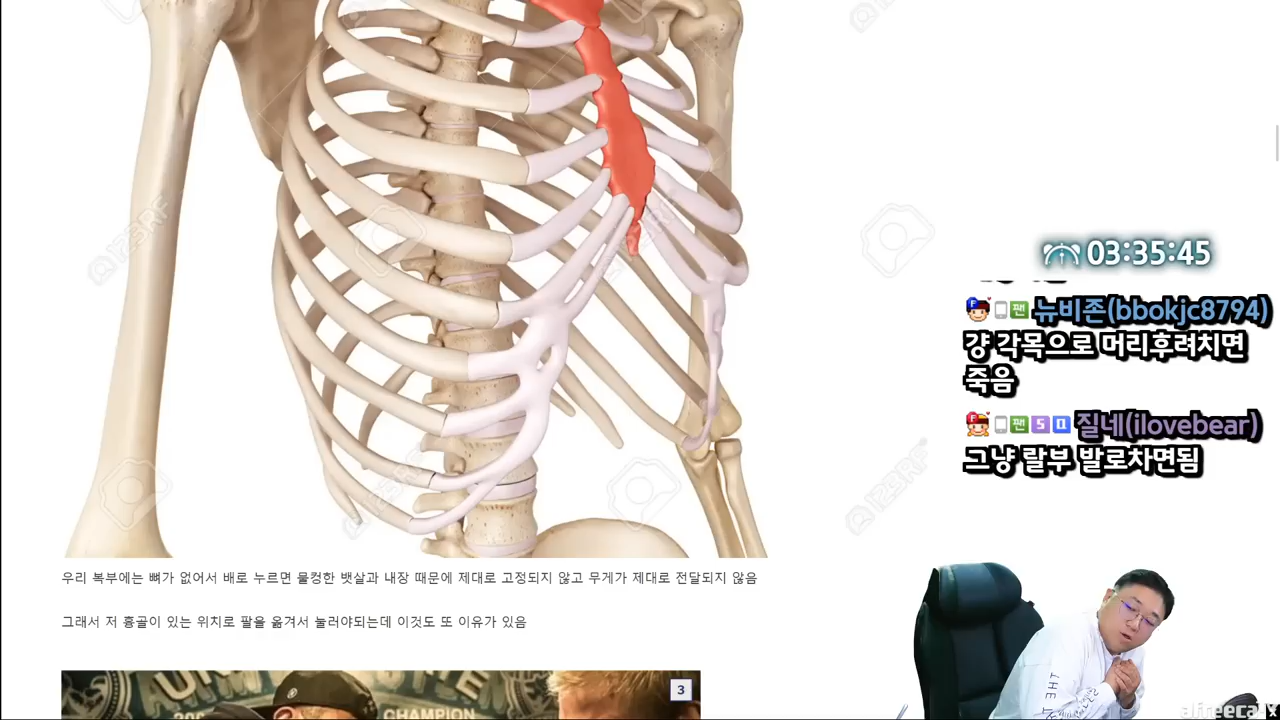 123RF
03:35:45
뉴비존(bbokjc8794)
걍 각목으로 머리후려치면
죽음
질네(ilovebear)
그냥 랄부 발로차면됨
123RF
123RF
우리 복부에는 뼈가 없어서 배로 누르면 물컹한 뱃살과 내장 때문에 제대로 고정되지 않고 무게가 제대로 전달되지 않음
그래서 저 흉골이 있는 위치로 팔을 옮겨서 눌러야되는데 이것도 또 이유가 있음
3
CHAMPION
THE
afreecaTV